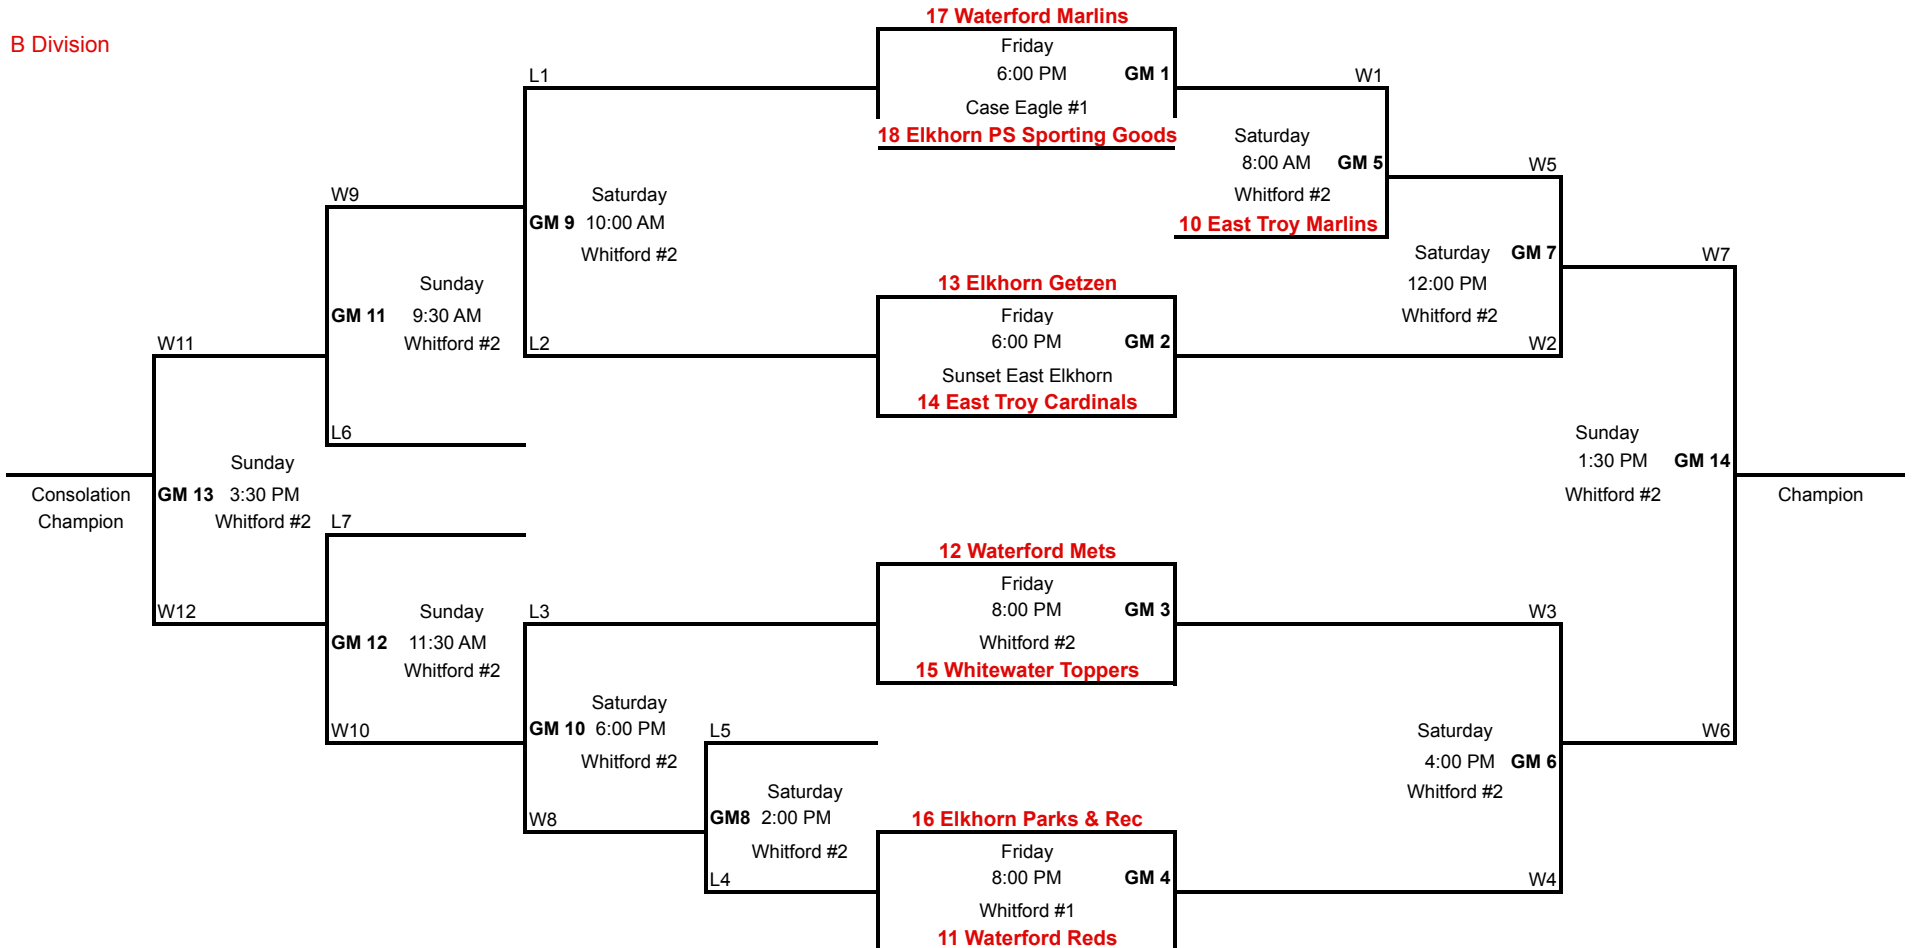 17 Waterford Marlins
B Division
Friday
L1
6:00 PM GM 1
W1
Case Eagle #1
18 Elkhorn PS Sporting Goods
Saturday
8:00 AM GM 5
W5
W9
Saturday
Whitford #2
GM 9 10:00 AM
10 East Troy Marlins
Whitford #2
Saturday GM 7
W7
Sunday
13 Elkhorn Getzen
12:00 PM
GM 11 9:30 AM
Friday
Whitford #2
W11
Whitford #2
L2
6:00 PM GM 2
W2
Sunset East Elkhorn
14 East Troy Cardinals
L6
Sunday
Sunday
1:30 PM GM 14
Consolation
Champion
GM 13 3:30 PM
Whitford #2
Whitford #2
Champion
L7
12 Waterford Mets
Friday
W12
Sunday
L3
8:00 PM GM 3
W3
GM 12 11:30 AM
Whitford #2
Whitford #2
15 Whitewater Toppers
Saturday
W10
GM 10 6:00 PM
L5
Saturday
W6
Whitford #2
4:00 PM GM 6
Saturday
Whitford #2
W8
GM8 2:00 PM
16 Elkhorn Parks & Rec
Whitford #2
Friday
L4
8:00 PM GM 4
W4
Whitford #1
11 Waterford Reds